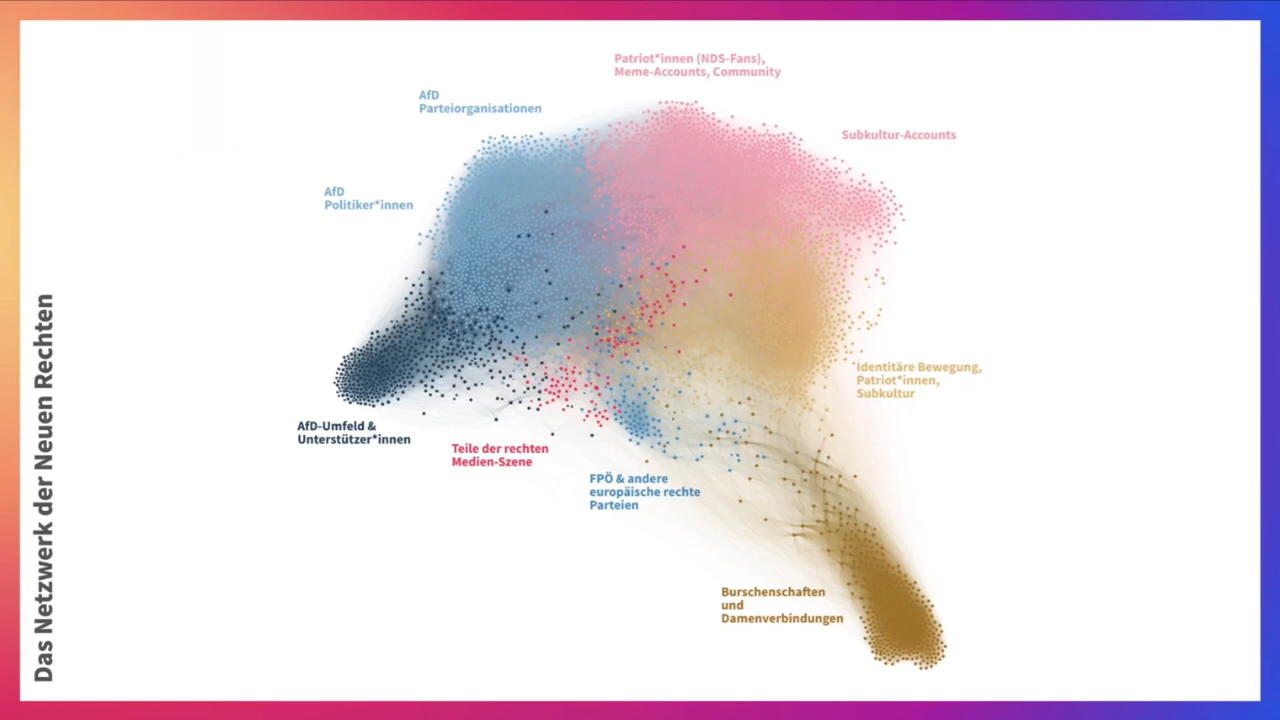 Das Netzwerk der Neuen Rechten
Patriot*innen (NDS-Fans),
Meme-Accounts, Community
AfD
Parteiorganisationen
Subkultur-Accounts
AfD
Politiker*innen
Identitäre Bewegung,
Patriot*innen,
Subkultur
AfD-Umfeld &
Unterstützer*innen
Teile der rechten
Medien-Szene
FPÖ & andere
europäische rechte
Parteien
Burschenschaften
und
Damenverbindungen